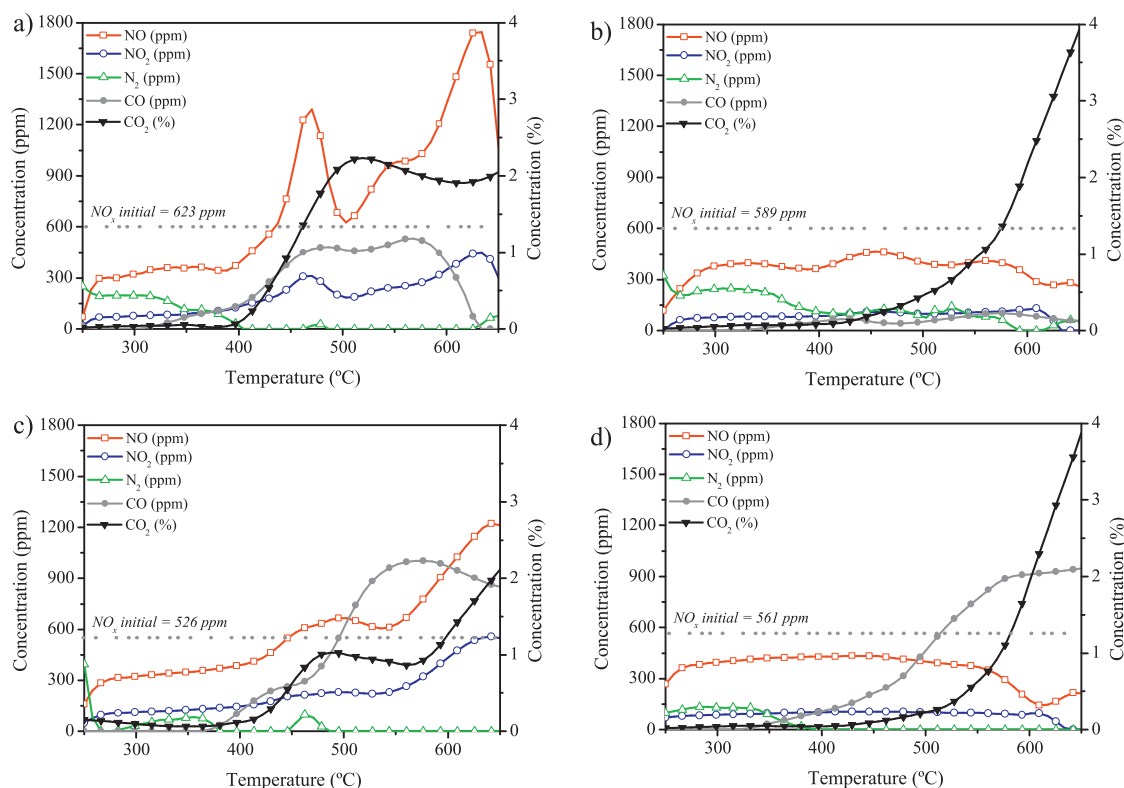 a)
NO (ppm)
NO2 (ppm)
N2 (ppm)
CO (ppm)
CO2 (%)
NOx initial = 623 ppm
1800
1500
1200
900
600
300
0
4
3
2
1
0
300
400
500
600
Concentration (ppm)
Concentration (%)
Temperature (ºC)
b)
NO (ppm)
NO2 (ppm)
N2 (ppm)
CO (ppm)
CO2 (%)
NOx initial = 589 ppm
1800
1500
1200
900
600
300
0
4
3
2
1
0
300
400
500
600
Concentration (ppm)
Concentration (%)
Temperature (ºC)
c)
NO (ppm)
NO2 (ppm)
N2 (ppm)
CO (ppm)
CO2 (%)
NOx initial = 526 ppm
1800
1500
1200
900
600
300
0
4
3
2
1
0
300
400
500
600
Concentration (ppm)
Concentration (%)
Temperature (ºC)
d)
NO (ppm)
NO2 (ppm)
N2 (ppm)
CO (ppm)
CO2 (%)
NOx initial = 561 ppm
1800
1500
1200
900
600
300
0
4
3
2
1
0
300
400
500
600
Concentration (ppm)
Concentration (%)
Temperature (ºC)